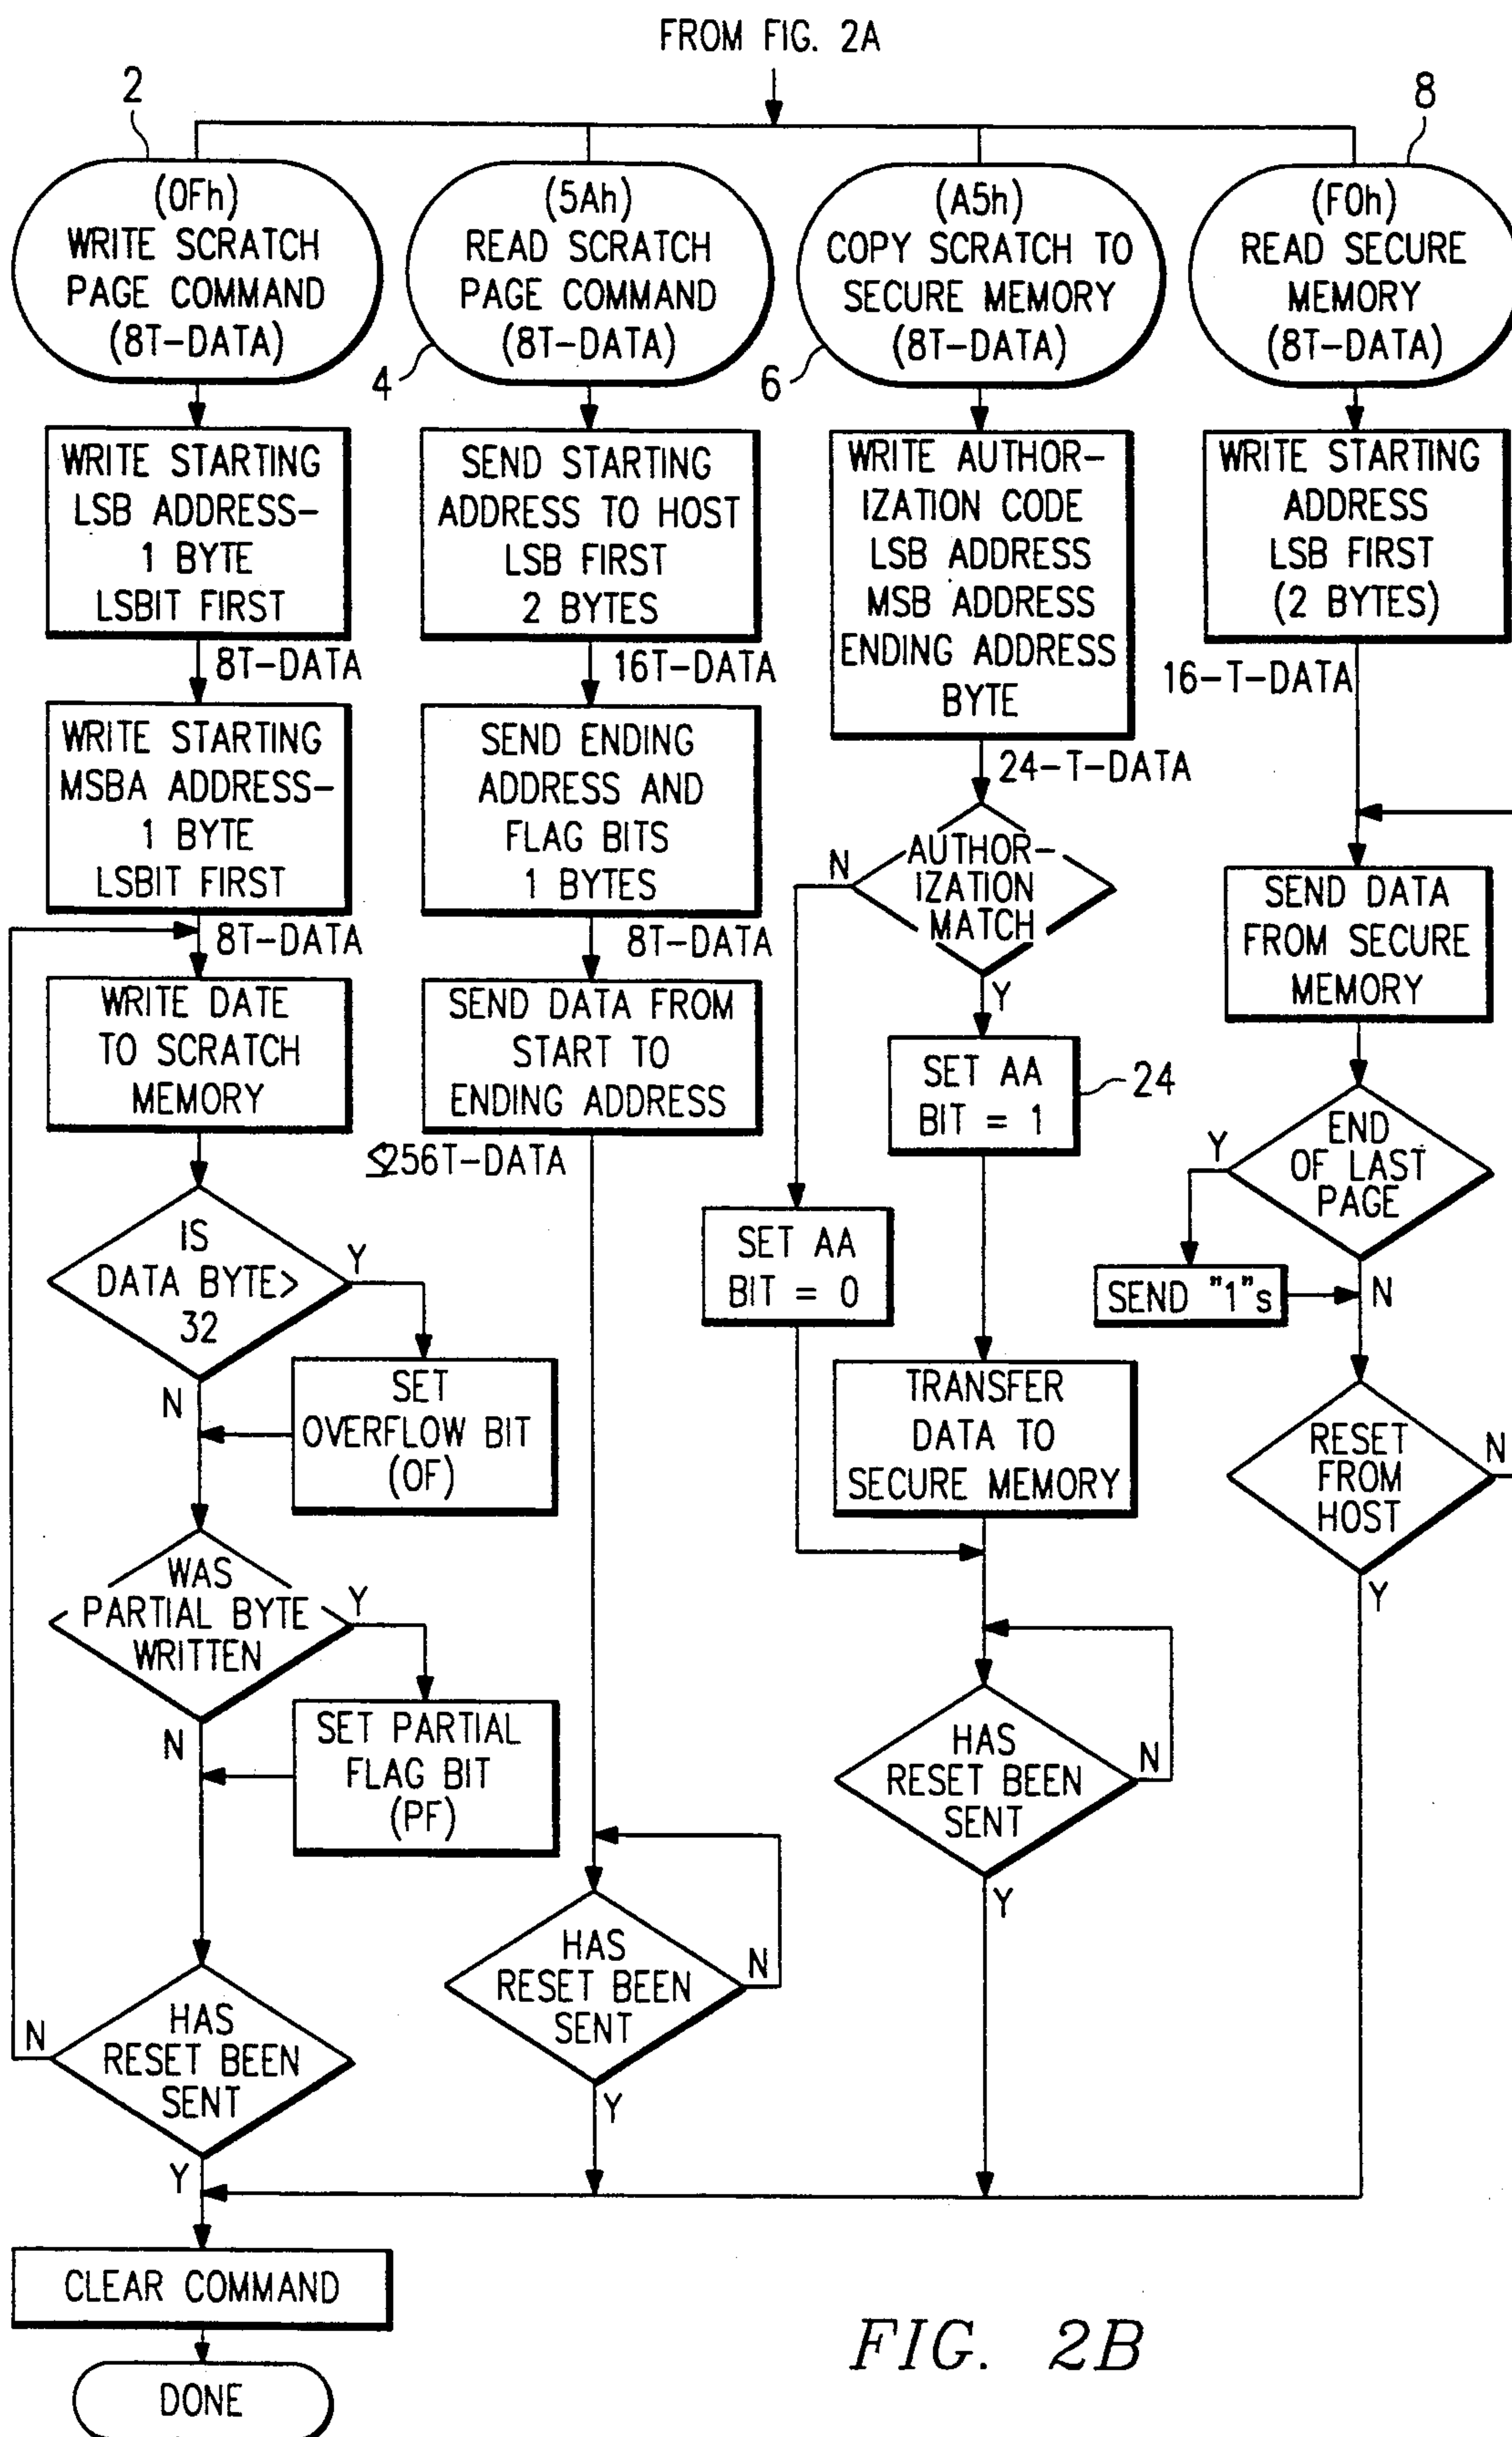 FROM FIG. 2A
2
(0Fh)
WRITE SCRATCH
PAGE COMMAND
(8T-DATA)
WRITE STARTING
LSB ADDRESS-
1 BYTE
LSBIT FIRST
8T-DATA
WRITE STARTING
MSBA ADDRESS-
1 BYTE
LSBIT FIRST
8T-DATA
WRITE DATE
TO SCRATCH
MEMORY
IS
DATA BYTE>
32
Y
N
SET
OVERFLOW BIT
(OF)
WAS
PARTIAL BYTE
WRITTEN
Y
N
SET PARTIAL
FLAG BIT
(PF)
HAS
RESET BEEN
SENT
N
Y
CLEAR COMMAND
DONE
4
(5Ah)
READ SCRATCH
PAGE COMMAND
(8T-DATA)
SEND STARTING
ADDRESS TO HOST
LSB FIRST
2 BYTES
16T-DATA
SEND ENDING
ADDRESS AND
FLAG BITS
1 BYTES
8T-DATA
SEND DATA FROM
START TO
ENDING ADDRESS
≤256T-DATA
HAS
RESET BEEN
SENT
N
Y
6
(A5h)
COPY SCRATCH TO
SECURE MEMORY
(8T-DATA)
WRITE AUTHOR-
IZATION CODE
LSB ADDRESS
MSB ADDRESS
ENDING ADDRESS
BYTE
24-T-DATA
AUTHOR-
IZATION
MATCH
N
Y
SET AA
BIT = 1
24
SET AA
BIT = 0
TRANSFER
DATA TO
SECURE MEMORY
HAS
RESET BEEN
SENT
N
Y
8
(F0h)
READ SECURE
MEMORY
(8T-DATA)
WRITE STARTING
ADDRESS
LSB FIRST
(2 BYTES)
16-T-DATA
SEND DATA
FROM SECURE
MEMORY
END
OF LAST
PAGE
Y
N
SEND "1"s
RESET
FROM
HOST
N
Y
FIG. 2B